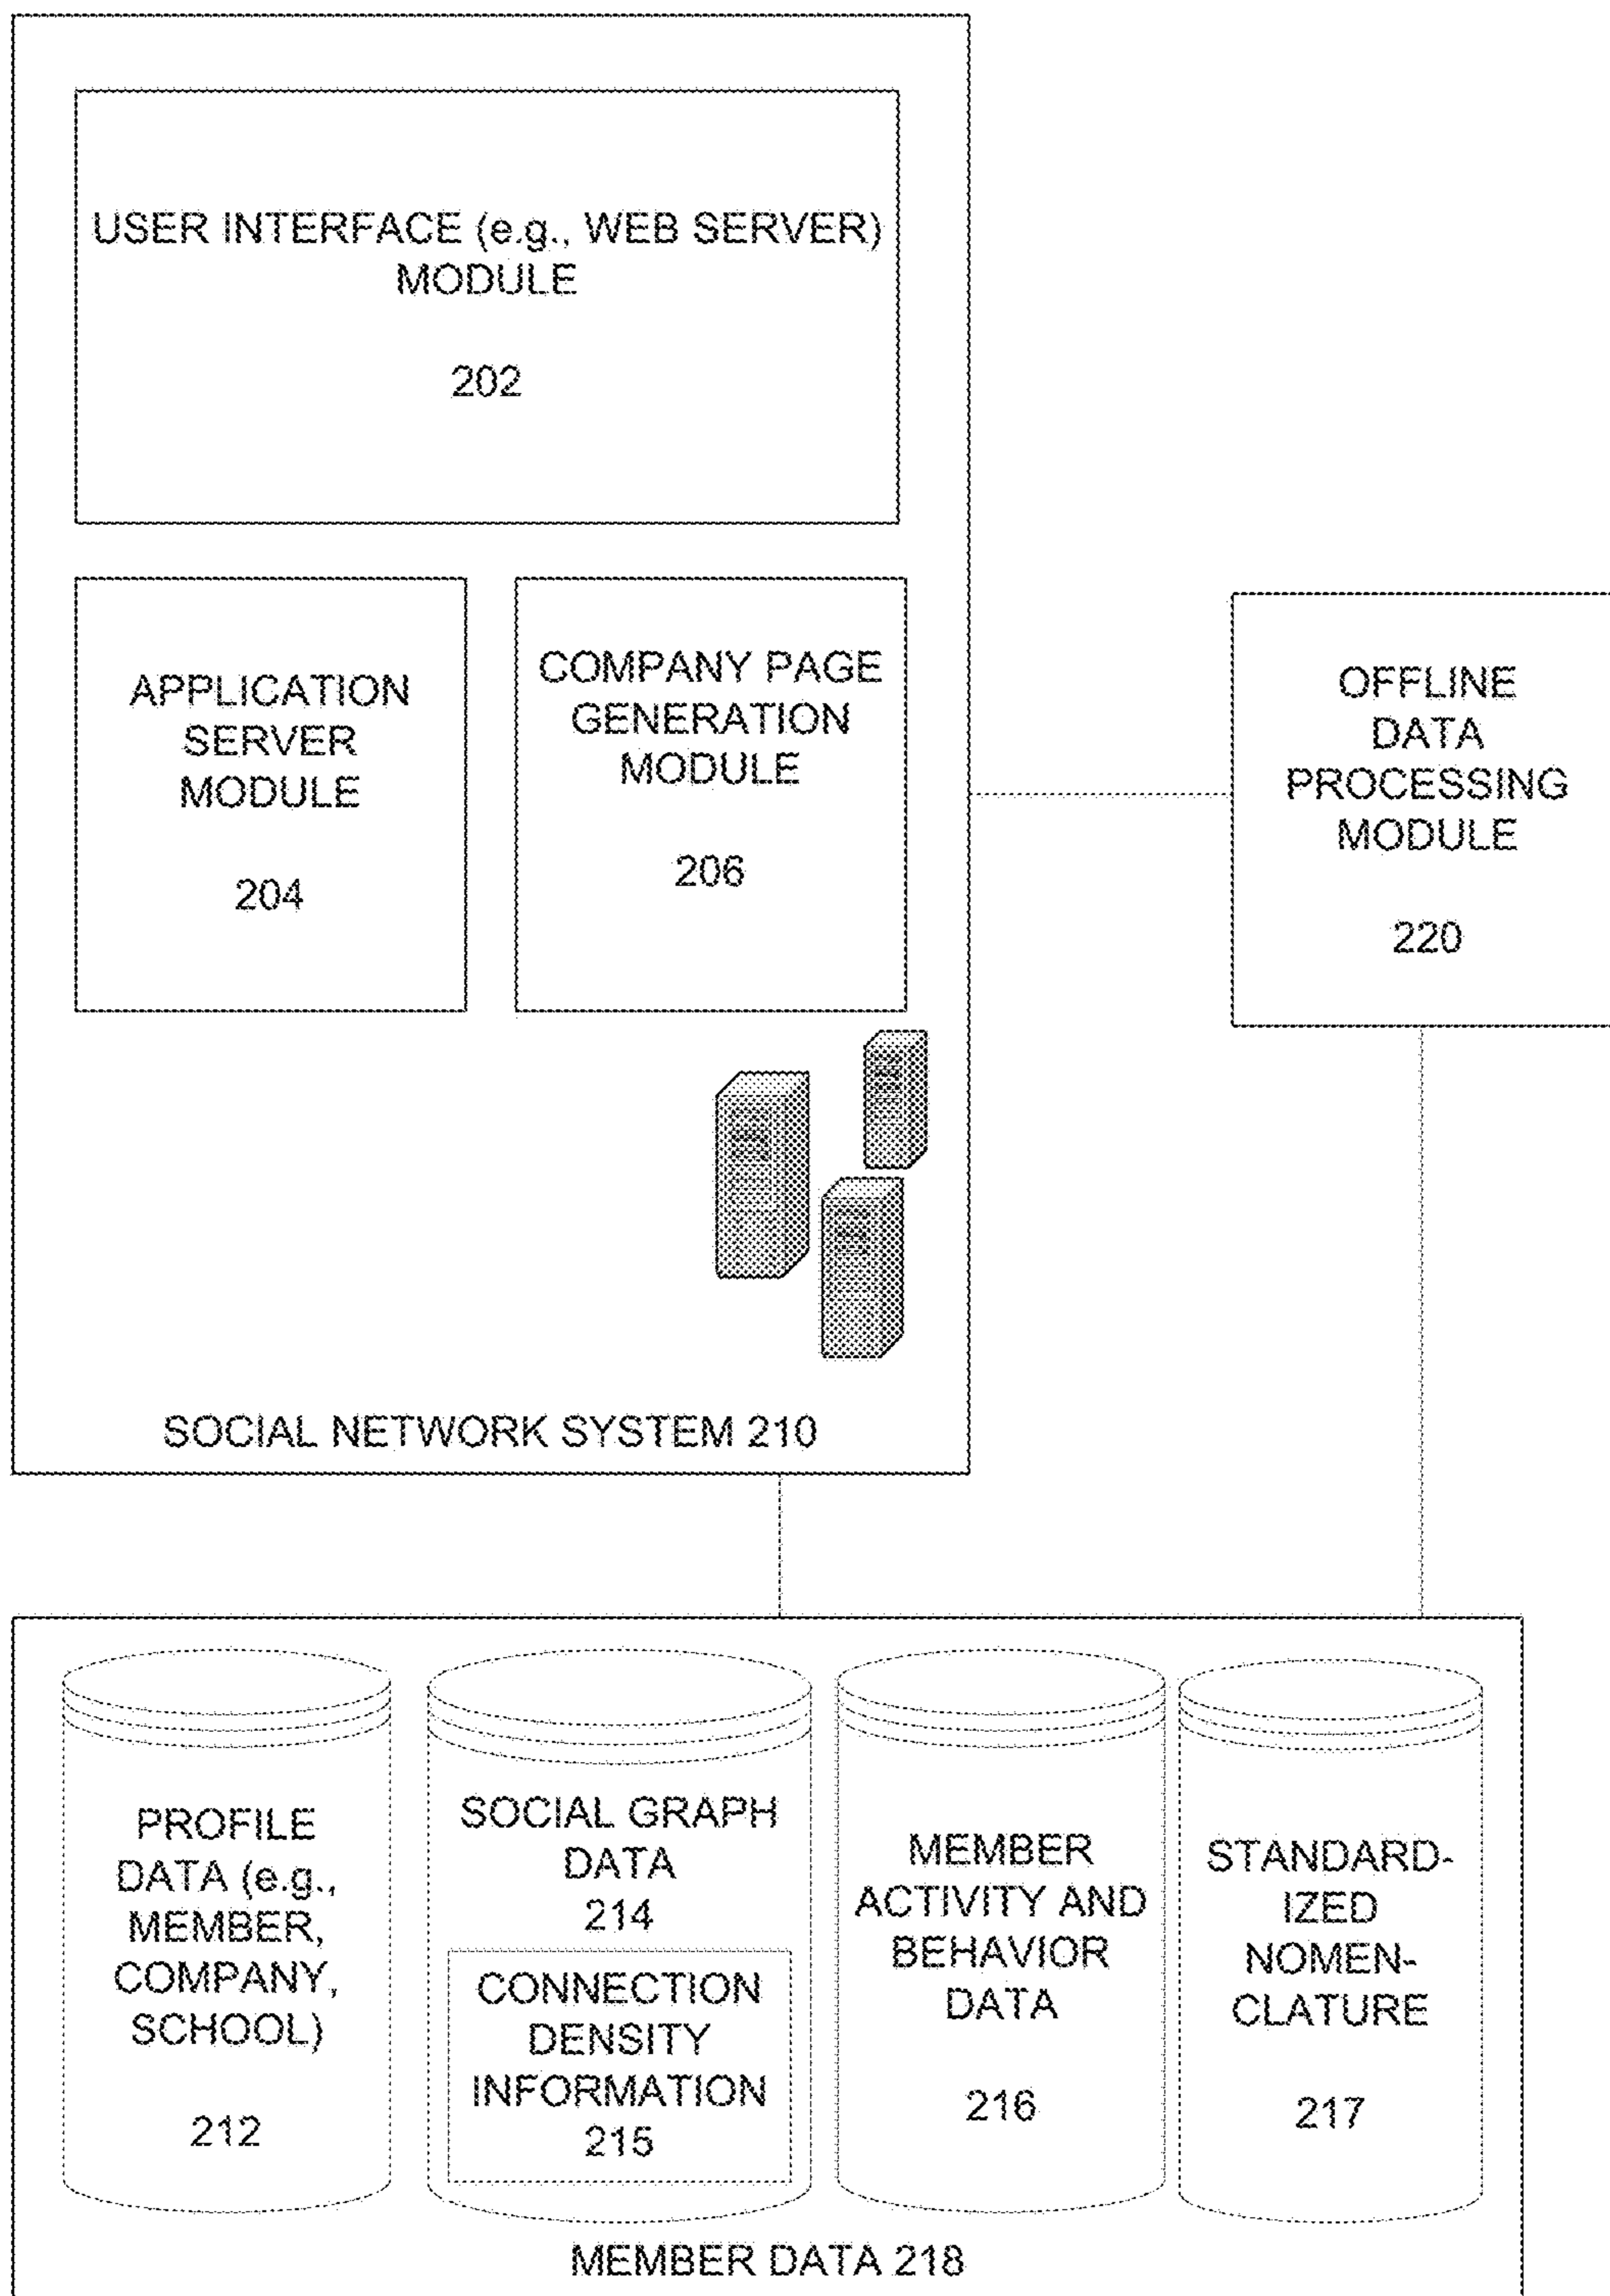 USER INTERFACE (e.g., WEB SERVER)
MODULE
202
APPLICATION
SERVER
MODULE
204
COMPANY PAGE
GENERATION
MODULE
206
OFFLINE
DATA
PROCESSING
MODULE
220
SOCIAL NETWORK SYSTEM 210
PROFILE
DATA (e.g.,
MEMBER,
COMPANY,
SCHOOL)
212
SOCIAL GRAPH
DATA
214
CONNECTION
DENSITY
INFORMATION
215
MEMBER
ACTIVITY AND
BEHAVIOR
DATA
216
STANDARD-
IZED
NOMEN-
CLATURE
217
MEMBER DATA 218